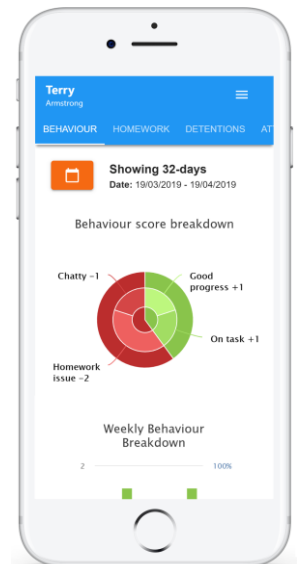 Terry
Armstrong
BEHAVIOUR HOMEWORK DETENTIONS AT
Showing 32-days
Date: 19/03/2019 - 19/04/2019
Behaviour score breakdown
Chatty -1
Good
progress +1
On task +1
Homework
issue -2
Weekly Behaviour
Breakdown
2 100%